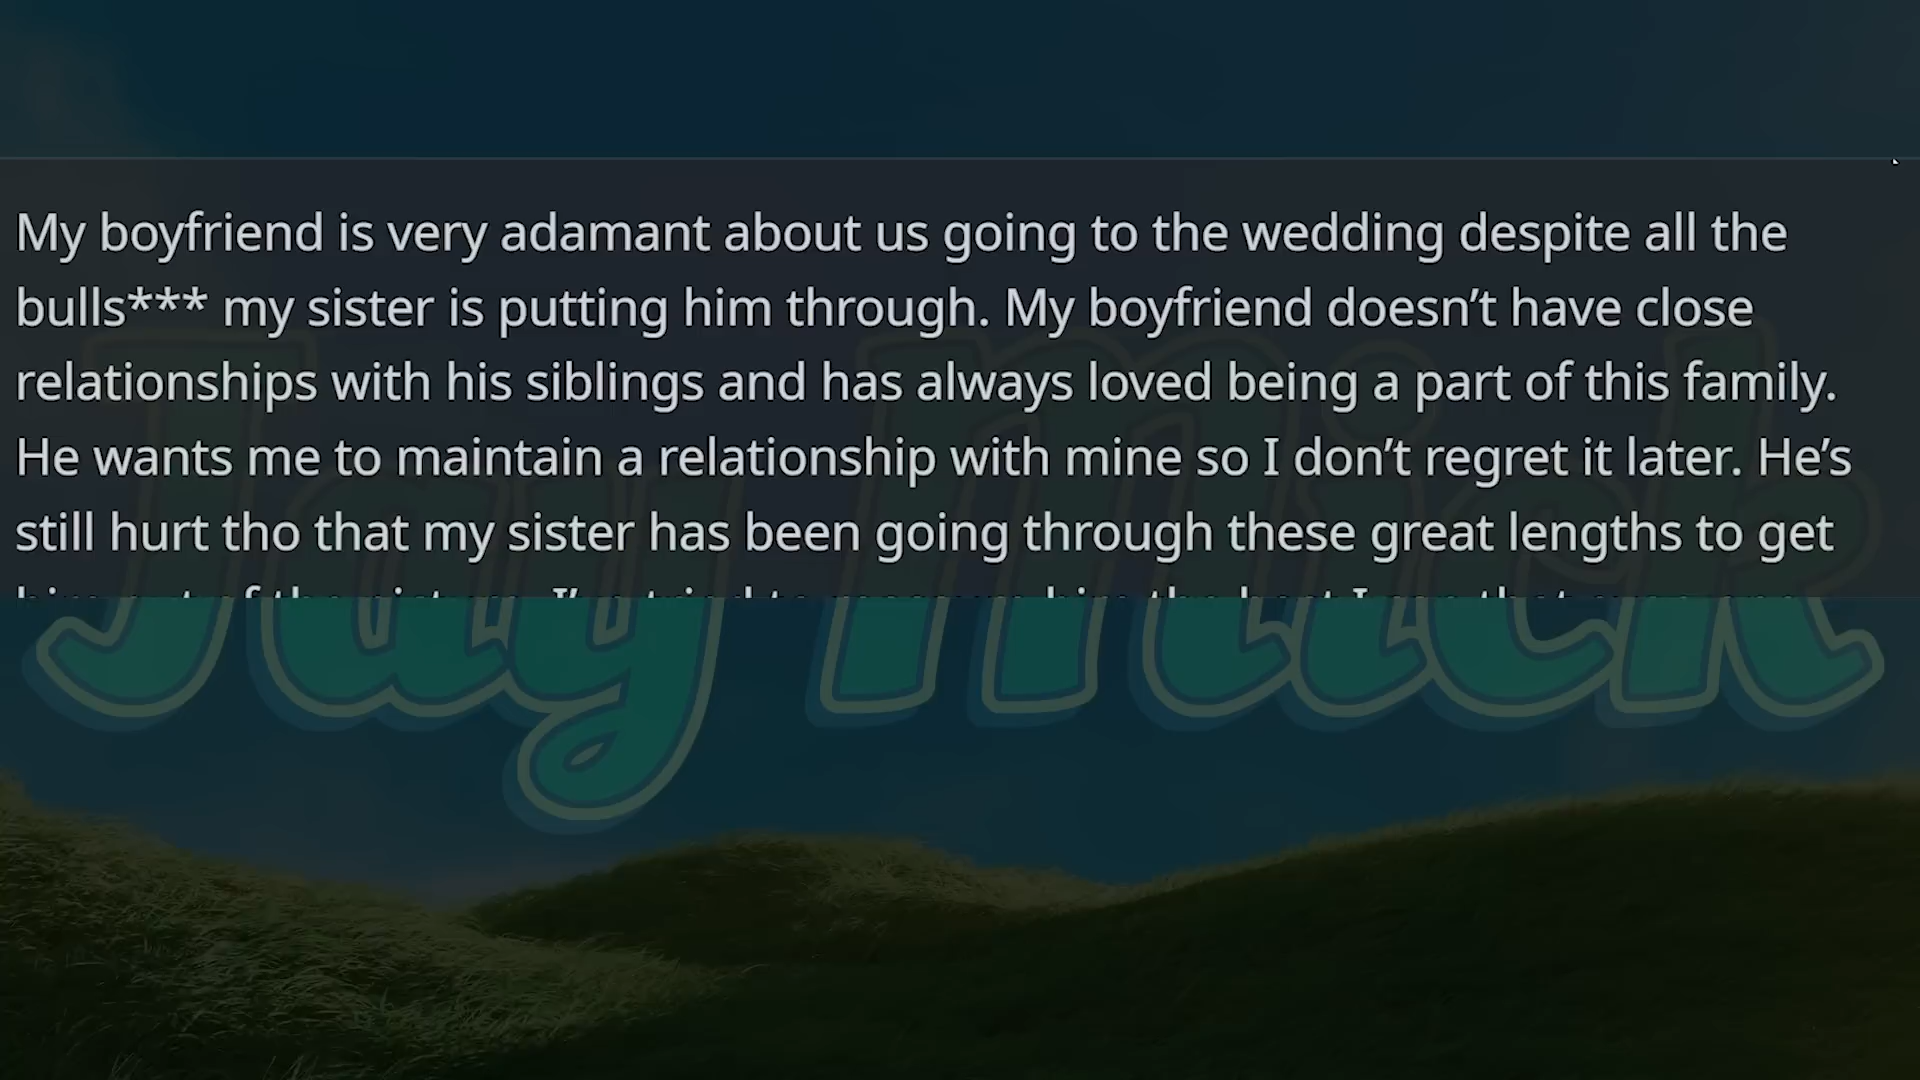 My boyfriend is very adamant about us going to the wedding despite all the
bulls*** my sister is putting him through. My boyfriend doesn’t have close
relationships with his siblings and has always loved being a part of this family.
He wants me to maintain a relationship with mine so I don’t regret it later. He’s
still hurt tho that my sister has been going through these great lengths to get
Jay Mick